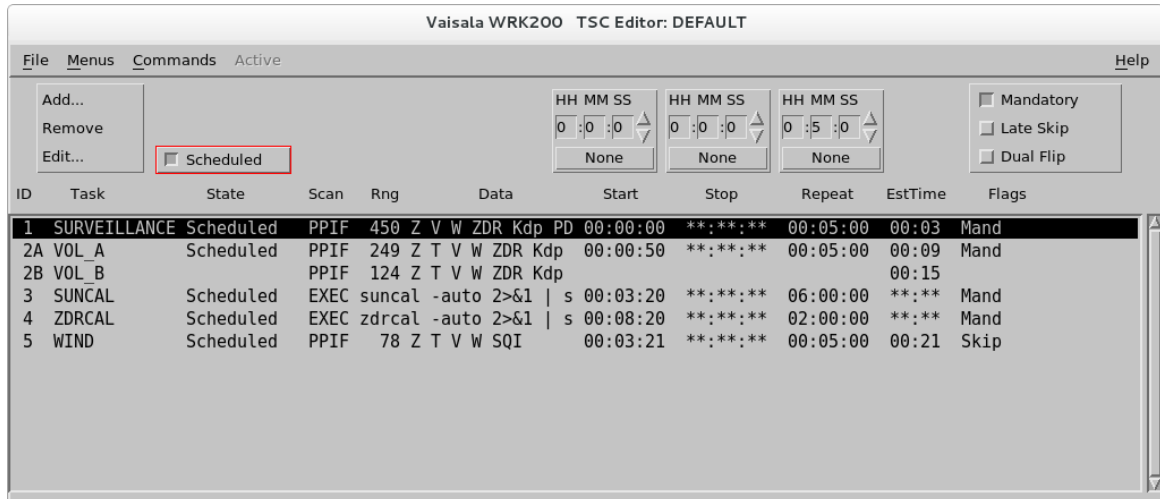 Vaisala WRK200 TSC Editor: DEFAULT
File Menus Commands Active Help
Add...
Remove
Edit...
Scheduled
HH MM SS
0 :0 :0
None
HH MM SS
0 :0 :0
None
HH MM SS
0 :5 :0
None
Mandatory
Late Skip
Dual Flip
ID Task State Scan Rng Data Start Stop Repeat EstTime Flags
1 SURVEILLANCE Scheduled PPIF 450 Z V W ZDR Kdp PD 00:00:00 **:**:** 00:05:00 00:03 Mand
2A VOL_A Scheduled PPIF 249 Z T V W ZDR Kdp 00:00:50 **:**:** 00:05:00 00:09 Mand
2B VOL_B PPIF 124 Z T V W ZDR Kdp 00:15
3 SUNCAL Scheduled EXEC suncal -auto 2>&1 | s 00:03:20 **:**:** 06:00:00 **:** Mand
4 ZDRCAL Scheduled EXEC zdrcal -auto 2>&1 | s 00:08:20 **:**:** 02:00:00 **:** Mand
5 WIND Scheduled PPIF 78 Z T V W SQI 00:03:21 **:**:** 00:05:00 00:21 Skip